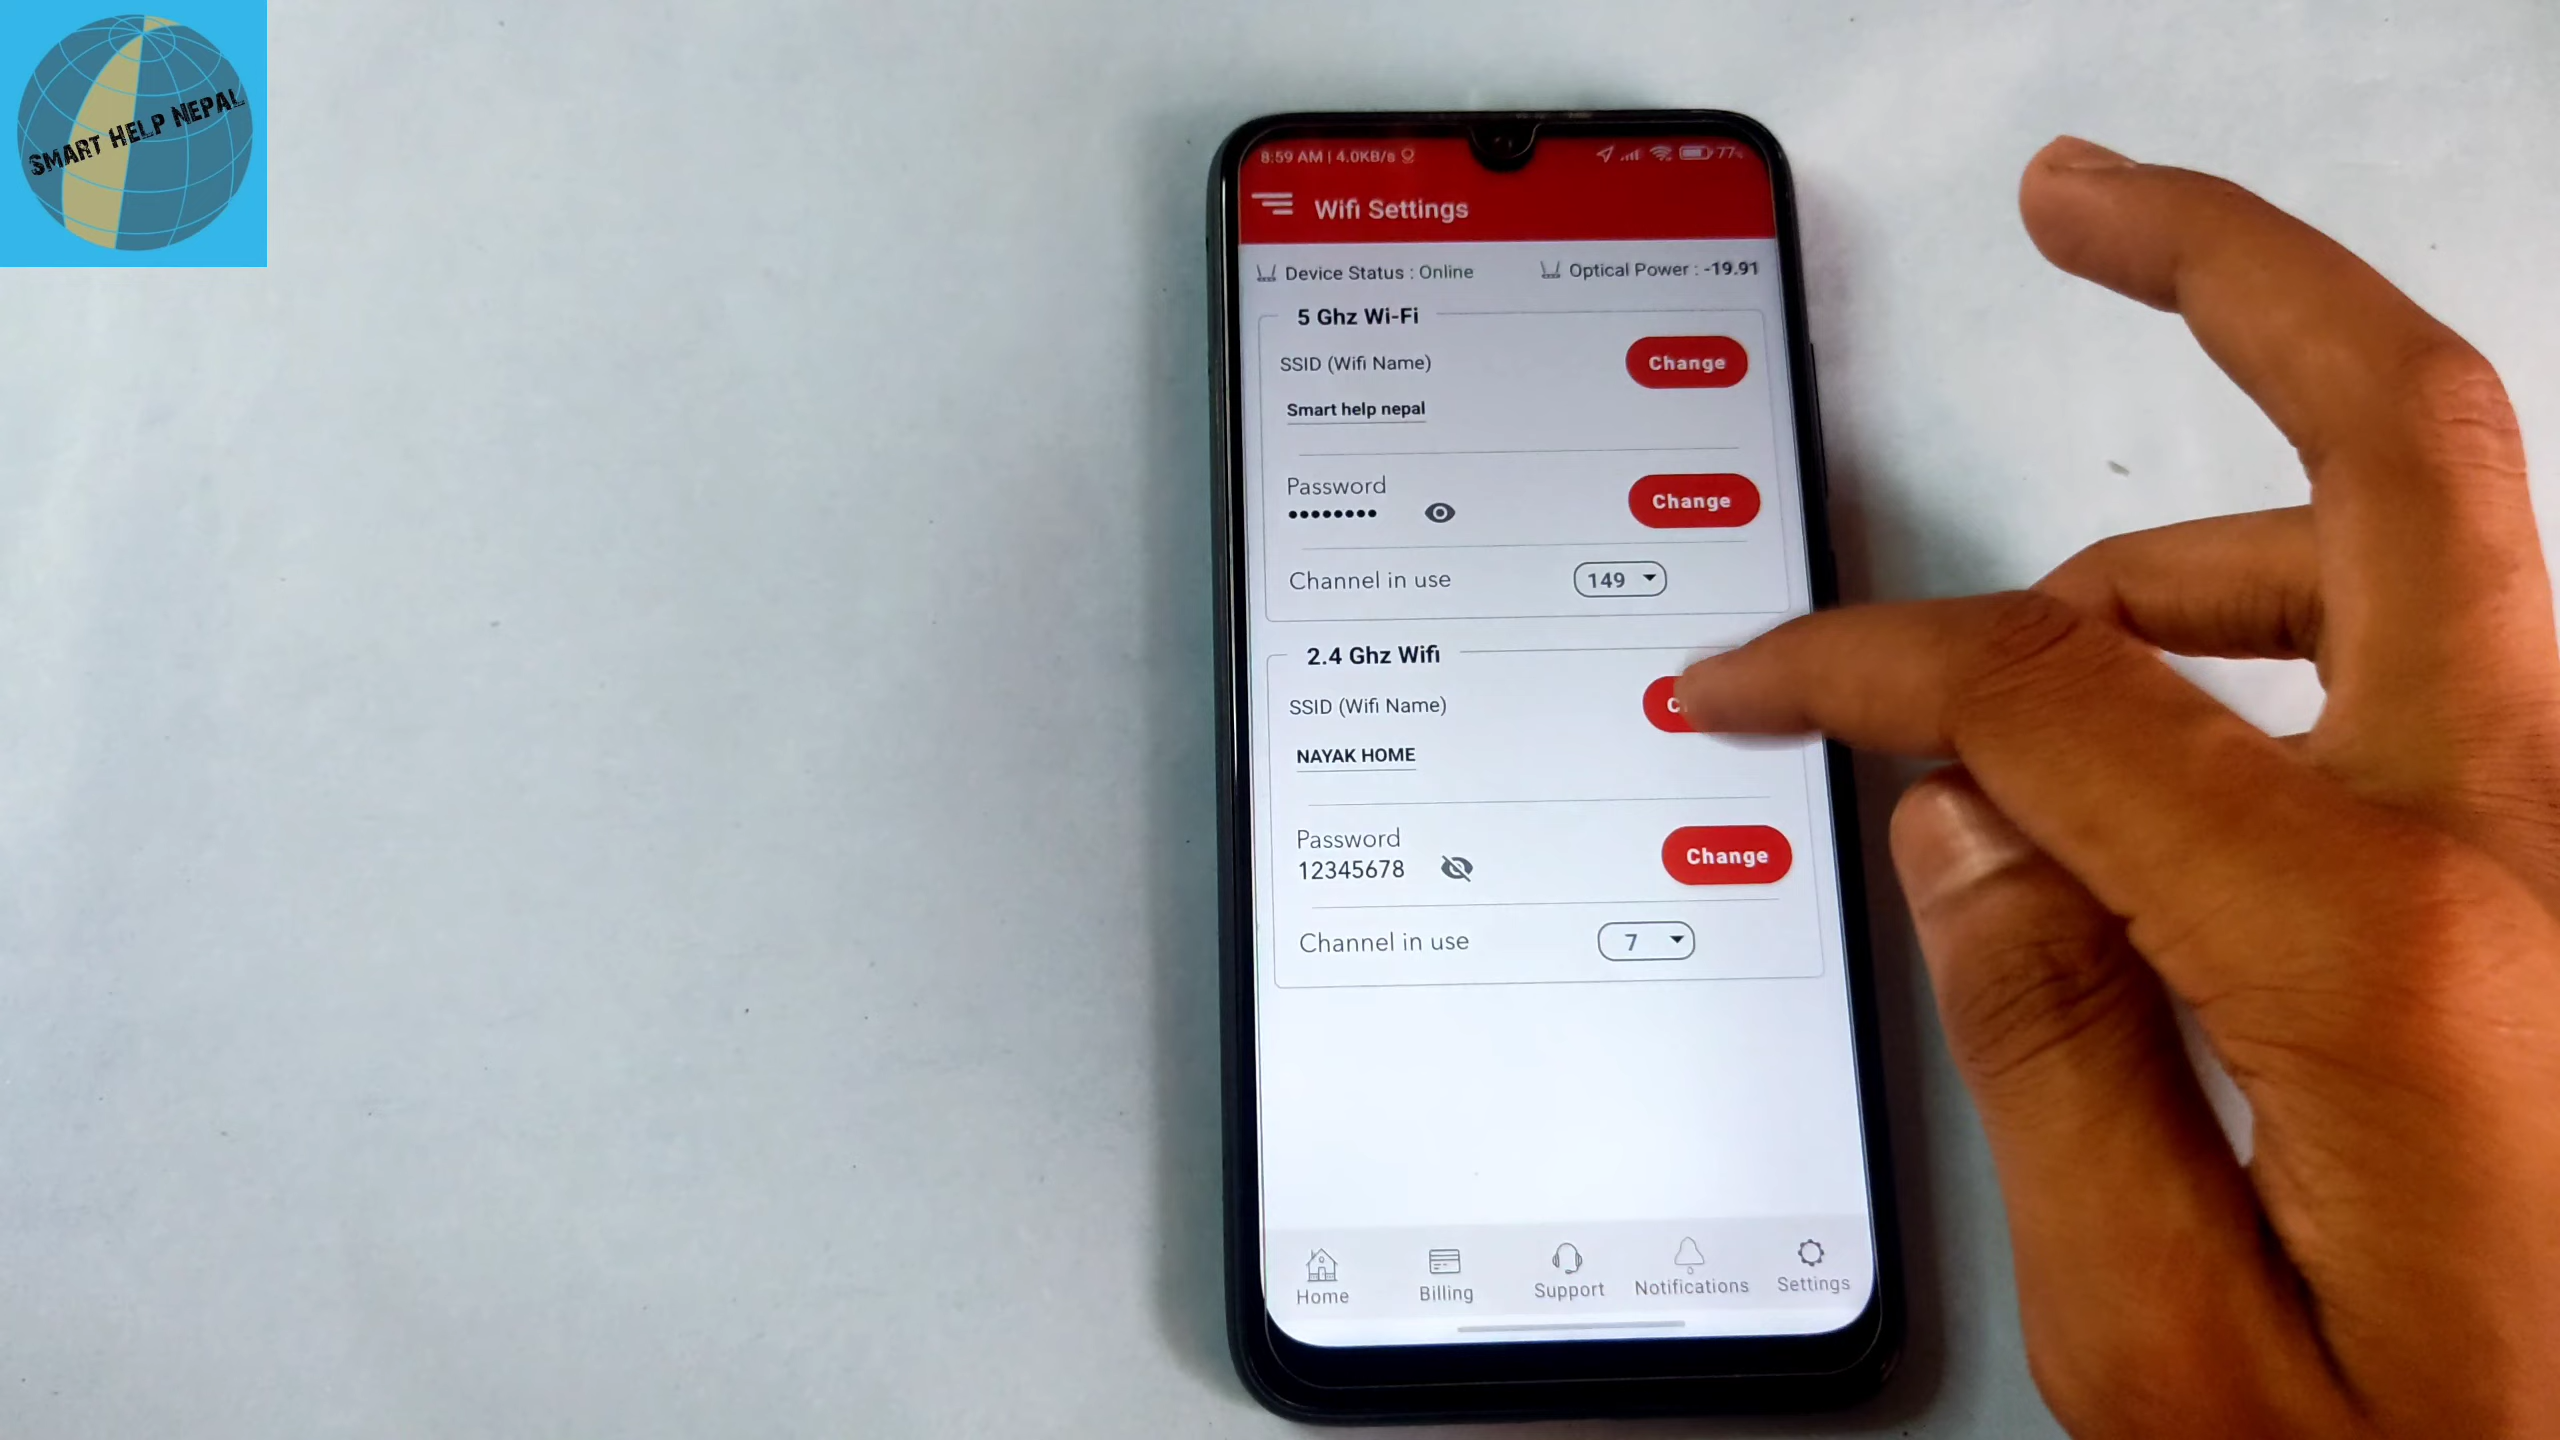 SMART HELP NEPAL
8:59 AM | 4.0KB/s
77
Wifi Settings
Device Status : Online
Optical Power : -19.91
5 Ghz Wi-Fi
SSID (Wifi Name)
Change
Smart help nepal
Password
••••••••
Change
Channel in use
149
2.4 Ghz Wifi
SSID (Wifi Name)
NAYAK HOME
Password
12345678
Change
Channel in use
7
Home
Billing
Support
Notifications
Settings